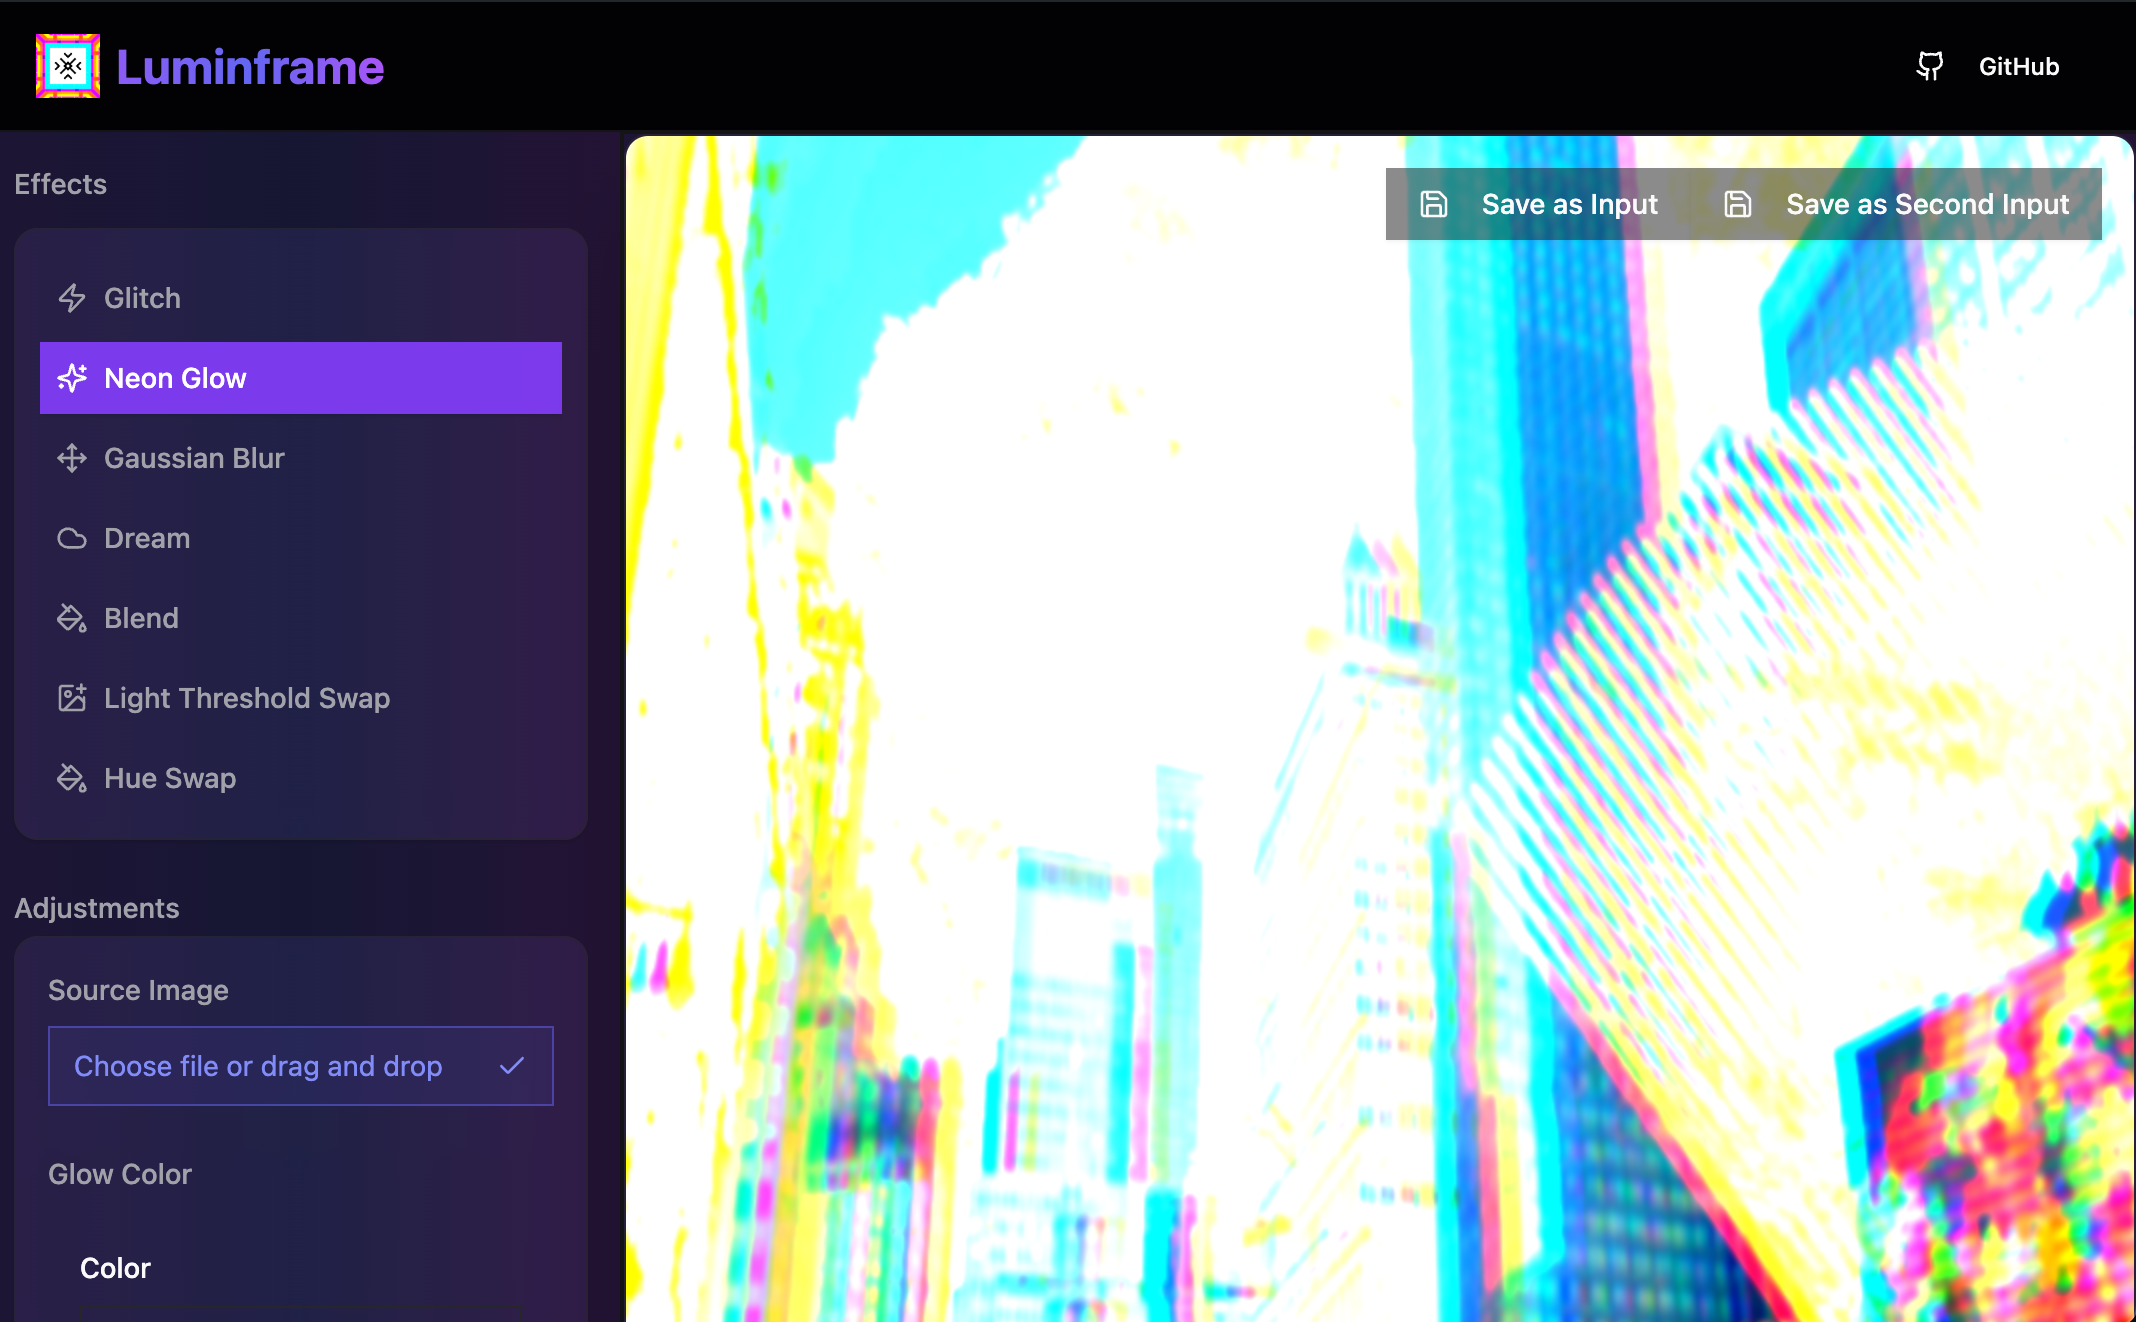 Luminframe
GitHub
Effects
Glitch
Neon Glow
Gaussian Blur
Dream
Blend
Light Threshold Swap
Hue Swap
Adjustments
Source Image
Choose file or drag and drop
Glow Color
Color
Save as Input
Save as Second Input